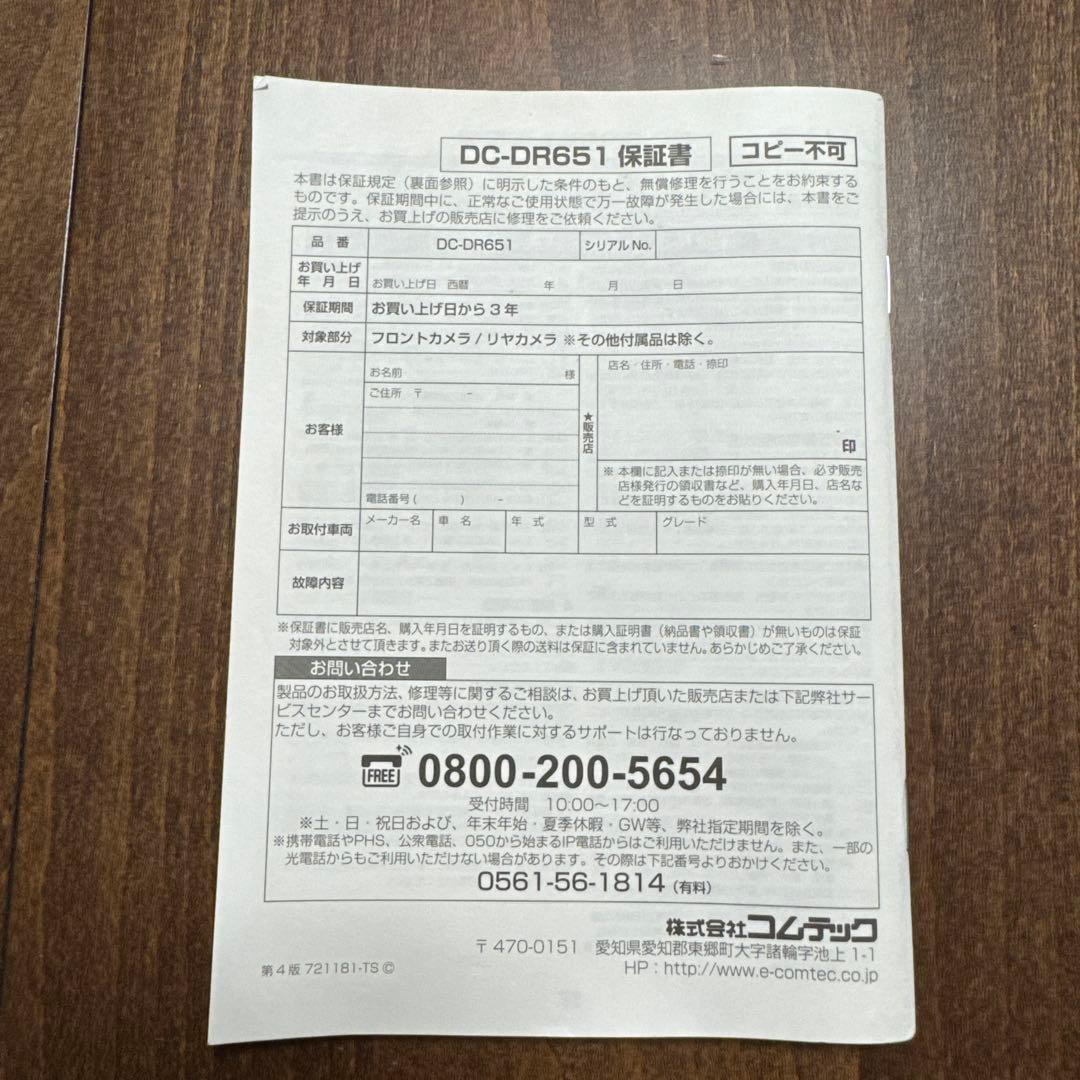 DC-DR651 保証書 コピー不可
本書は保証規定（裏面参照）に明示した条件のもと、無償修理を行うことをお約束する
ものです。保証期間中に、正常なご使用状態で万一故障が発生した場合には、本書をご
提示のうえ、お買上げの販売店に修理をご依頼ください。
品 番 DC-DR651 シリアルNo.
お買い上げ
年 月 日 お買い上げ日 西暦 年 月 日
保証期間 お買い上げ日から3年
対象部分 フロントカメラ/リヤカメラ ※その他付属品は除く。
お客様
お名前 様
ご住所 〒 -
電話番号( ) -
★販売店
店名・住所・電話・捺印
印
※本欄に記入または捺印が無い場合、必ず販売
店様発行の領収書など、購入年月日、店名な
どを証明するものをお貼りください。
お取付車両 メーカー名 車 名 年 式 型 式 グレード
故障内容
※保証書に販売店名、購入年月日を証明するもの、または購入証明書（納品書や領収書）が無いものは保証
対象外とさせて頂きます。またお送り頂く際の送料は保証に含まれていません。あらかじめご了承ください。
お問い合わせ
製品のお取扱方法、修理等に関するご相談は、お買上げ頂いた販売店または下記弊社サー
ビスセンターまでお問い合わせください。
ただし、お客様ご自身での取付作業に対するサポートは行なっておりません。
FREE 0800-200-5654
受付時間 10:00～17:00
※土・日・祝日および、年末年始・夏季休暇・GW等、弊社指定期間を除く。
※携帯電話やPHS、公衆電話、050から始まるIP電話からはご利用いただけません。また、一部の
光電話からもご利用いただけない場合があります。その際は下記番号よりおかけください。
0561-56-1814（有料）
株式会社コムテック
〒470-0151 愛知県愛知郡東郷町大字諸輪字池上1-1
第4版 721181-TS © HP：http://www.e-comtec.co.jp